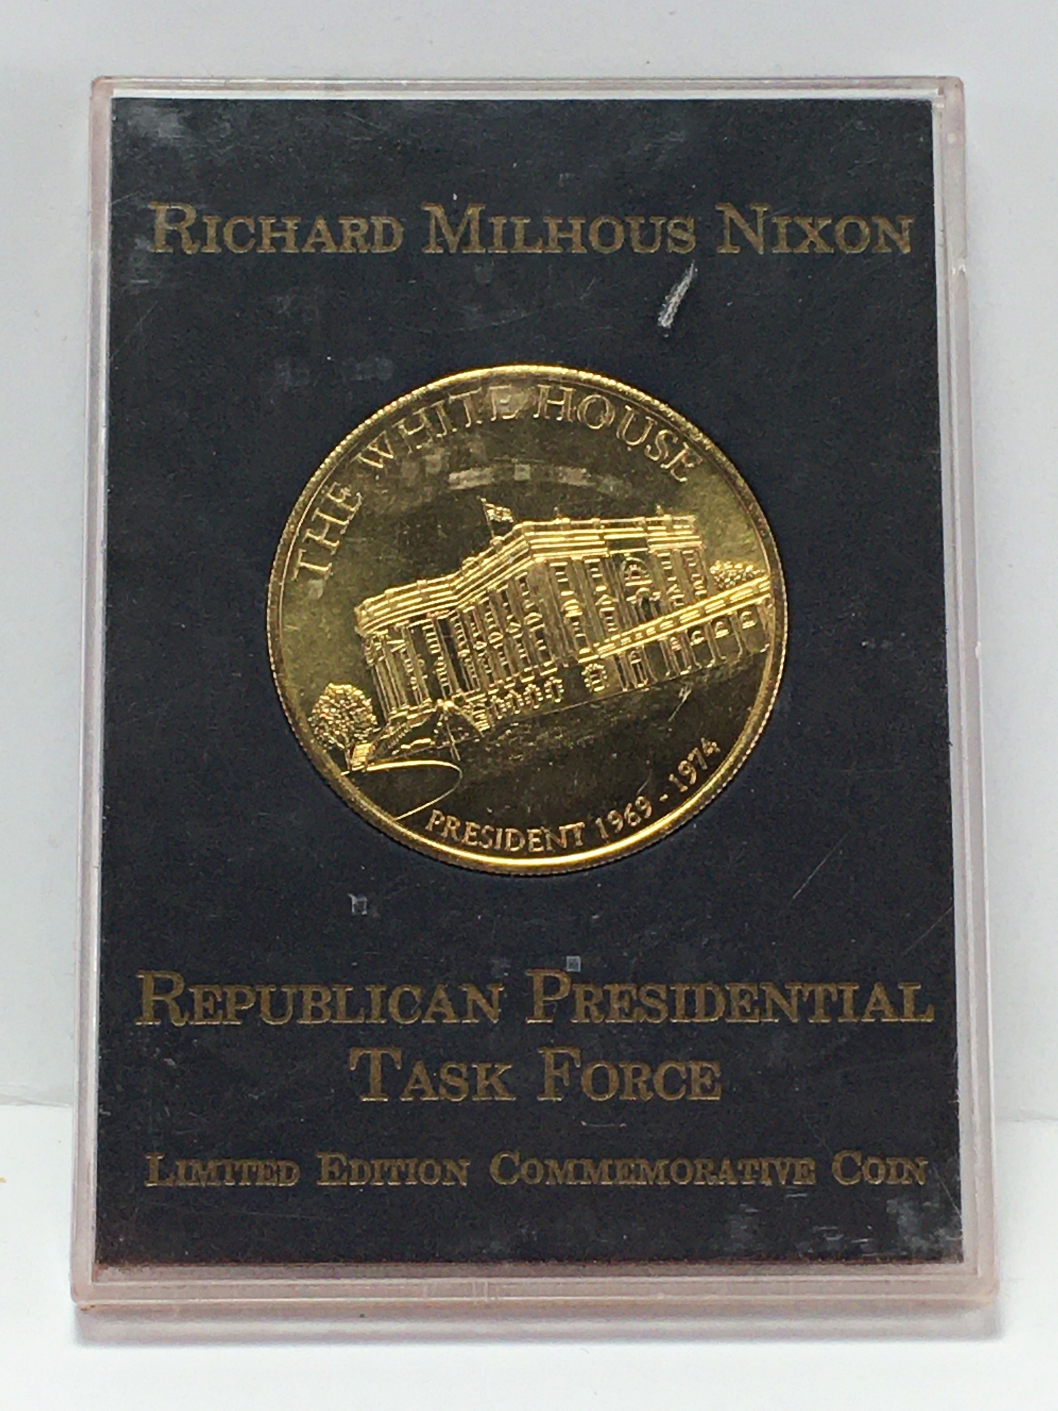 RICHARD MILHOUS NIXON
THE WHITE HOUSE
PRESIDENT 1969 - 1974
REPUBLICAN PRESIDENTIAL
TASK FORCE
LIMITED EDITION COMMEMORATIVE COIN